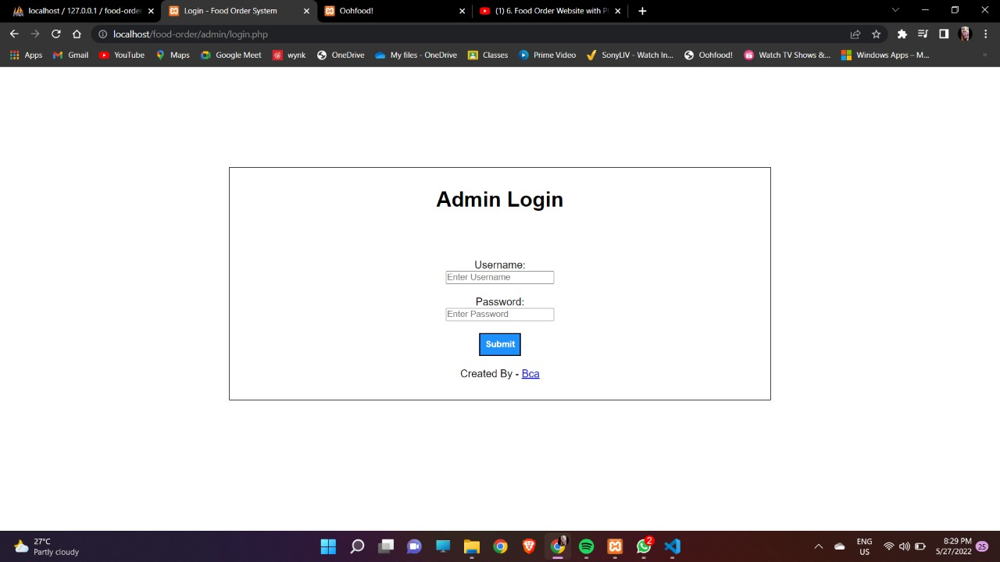 localhost / 127.0.0.1 / food-order
Login - Food Order System
Oohfood!
(1) 6. Food Order Website with P
localhost/food-order/admin/login.php
Apps
Gmail
YouTube
Maps
Google Meet
wynk
OneDrive
My files - OneDrive
Classes
Prime Video
SonyLIV - Watch In...
Oohfood!
Watch TV Shows &...
Windows Apps – M...
»
Admin Login
Username:
Enter Username
Password:
Enter Password
Submit
Created By - Bca
27°C
Partly cloudy
2
ENG
US
8:29 PM
5/27/2022
25